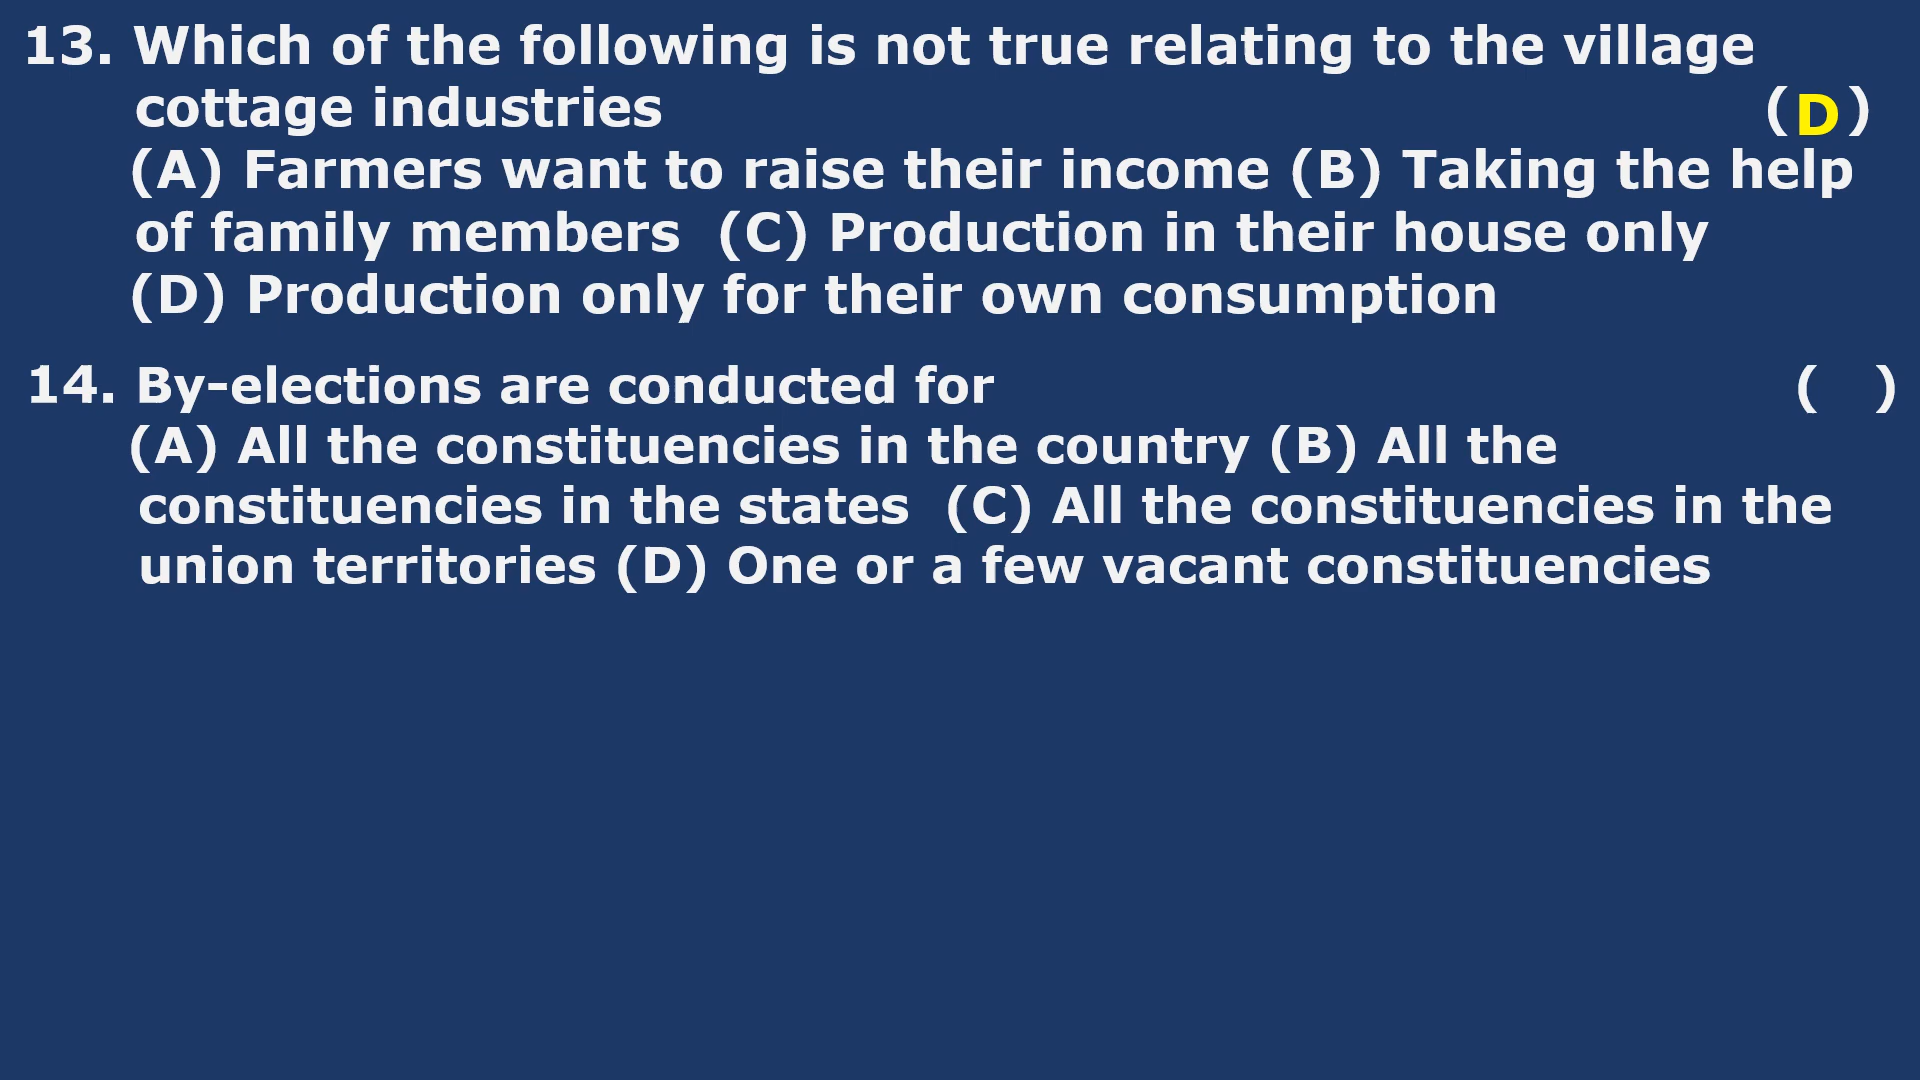 13. Which of the following is not true relating to the village
cottage industries (D)
(A) Farmers want to raise their income (B) Taking the help
of family members (C) Production in their house only
(D) Production only for their own consumption
14. By-elections are conducted for ( )
(A) All the constituencies in the country (B) All the
constituencies in the states (C) All the constituencies in the
union territories (D) One or a few vacant constituencies